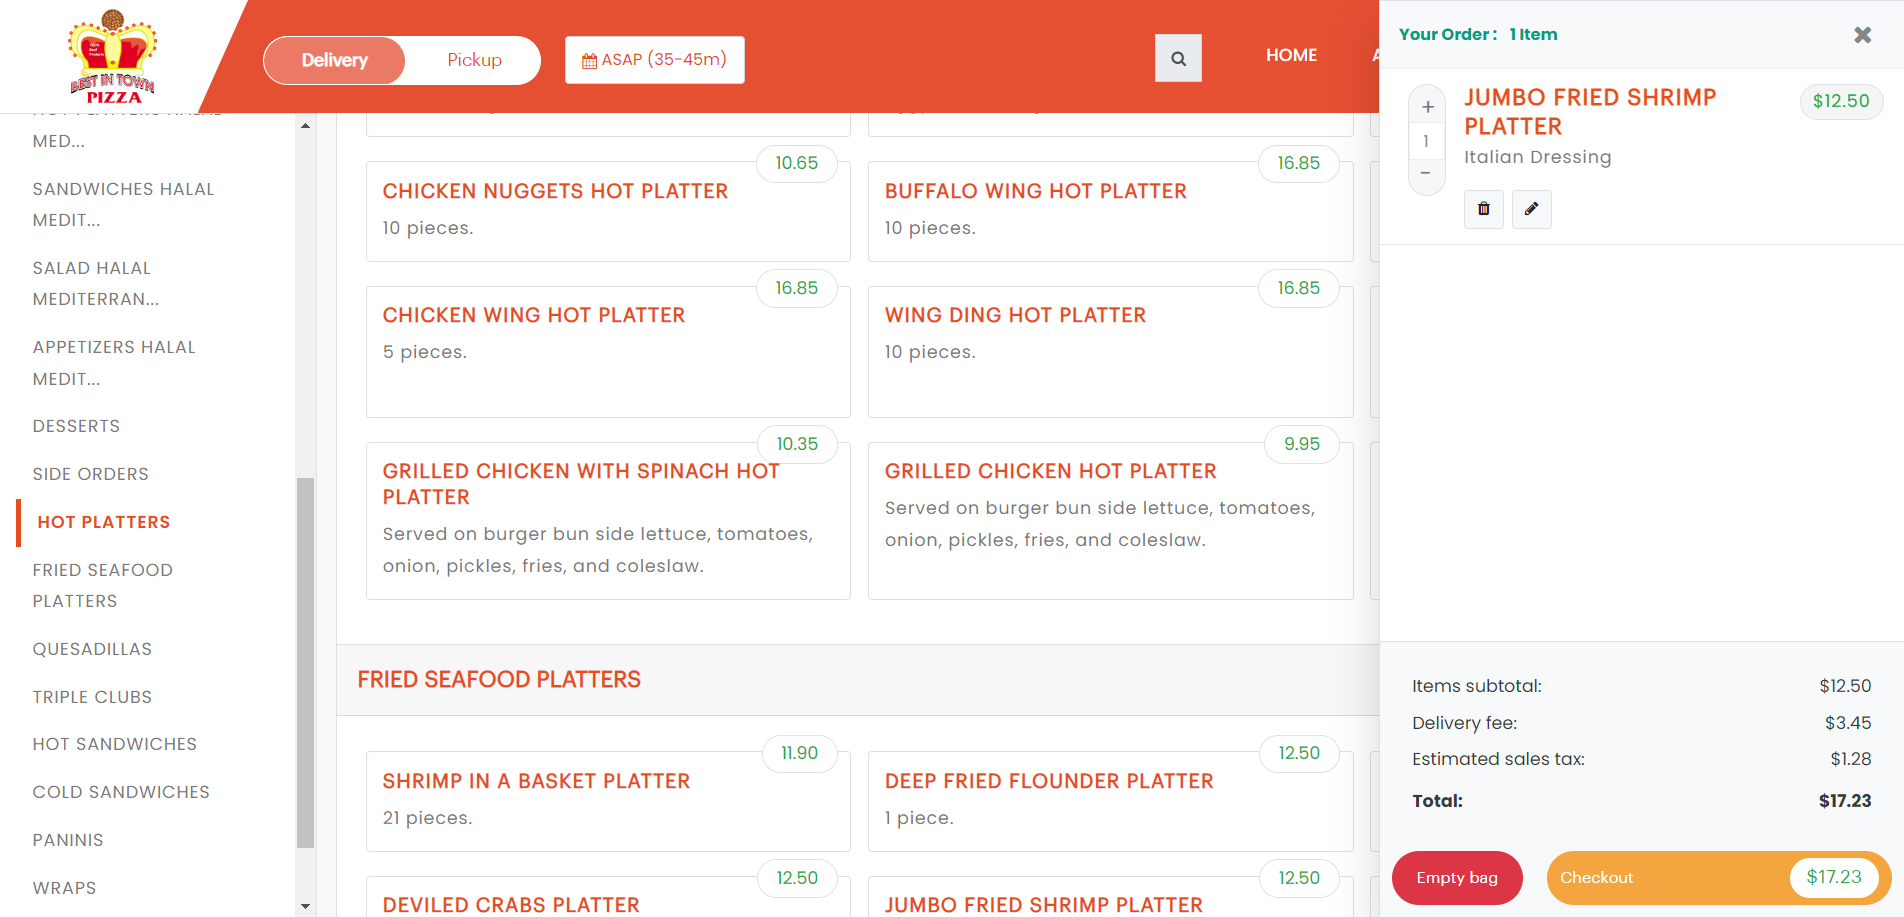 BEST IN TOWN
PIZZA
Delivery
Pickup
ASAP (35-45m)
HOME
MED...
SANDWICHES HALAL
MEDIT...
SALAD HALAL
MEDITERRAN...
APPETIZERS HALAL
MEDIT...
DESSERTS
SIDE ORDERS
HOT PLATTERS
FRIED SEAFOOD
PLATTERS
QUESADILLAS
TRIPLE CLUBS
HOT SANDWICHES
COLD SANDWICHES
PANINIS
WRAPS
10.65
CHICKEN NUGGETS HOT PLATTER
10 pieces.
16.85
BUFFALO WING HOT PLATTER
10 pieces.
16.85
CHICKEN WING HOT PLATTER
5 pieces.
16.85
WING DING HOT PLATTER
10 pieces.
10.35
GRILLED CHICKEN WITH SPINACH HOT
PLATTER
Served on burger bun side lettuce, tomatoes,
onion, pickles, fries, and coleslaw.
9.95
GRILLED CHICKEN HOT PLATTER
Served on burger bun side lettuce, tomatoes,
onion, pickles, fries, and coleslaw.
FRIED SEAFOOD PLATTERS
11.90
SHRIMP IN A BASKET PLATTER
21 pieces.
12.50
DEEP FRIED FLOUNDER PLATTER
1 piece.
12.50
DEVILED CRABS PLATTER
12.50
JUMBO FRIED SHRIMP PLATTER
Your Order : 1 Item
+
1
−
JUMBO FRIED SHRIMP
PLATTER
Italian Dressing
$12.50
Items subtotal: $12.50
Delivery fee: $3.45
Estimated sales tax: $1.28
Total: $17.23
Empty bag
Checkout $17.23